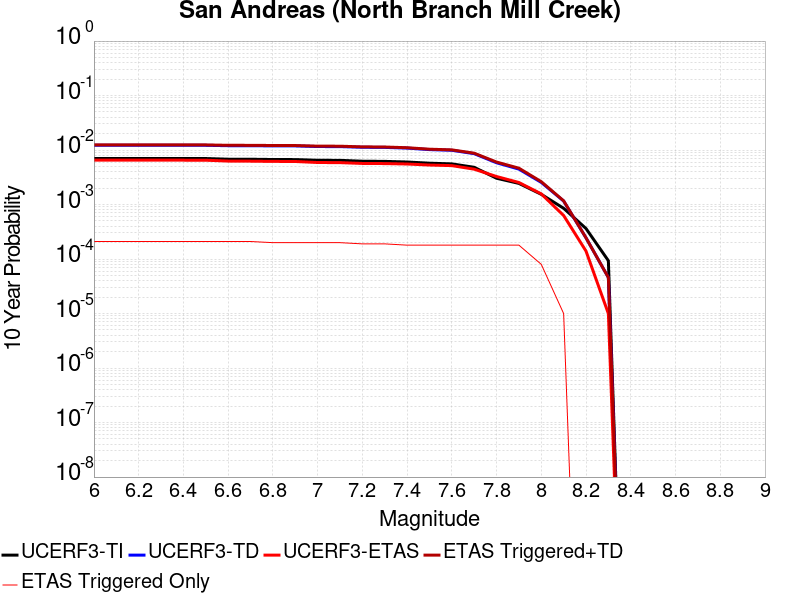 San Andreas (North Branch Mill Creek)
10 0
10 -1
10 -2
10 -3
10 -4
10 -5
10 -6
10 -7
10 -8
10 Year Probability
6 6.2 6.4 6.6 6.8 7 7.2 7.4 7.6 7.8 8 8.2 8.4 8.6 8.8 9
Magnitude
UCERF3-TI UCERF3-TD UCERF3-ETAS ETAS Triggered+TD
ETAS Triggered Only